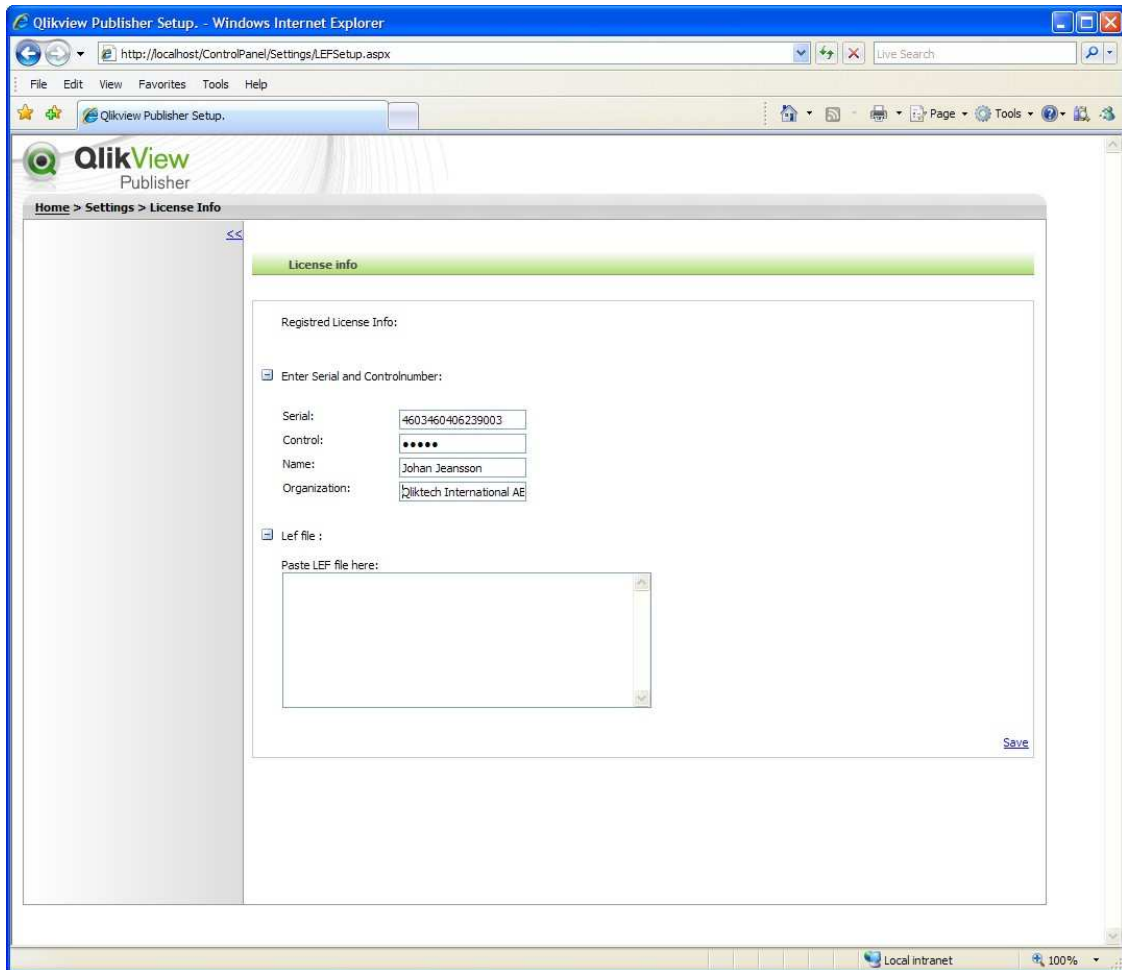 Qlikview Publisher Setup. - Windows Internet Explorer
http://localhost/ControlPanel/Settings/LEFSetup.aspx
Live Search
File Edit View Favorites Tools Help
Qlikview Publisher Setup.
Page Tools
QlikView
Publisher
Home > Settings > License Info
<<
License info
Registred License Info:
Enter Serial and Controlnumber:
Serial: 4603460406239003
Control: •••••
Name: Johan Jeansson
Organization: Qliktech International AB
Lef file :
Paste LEF file here:
Save
Local intranet 100%